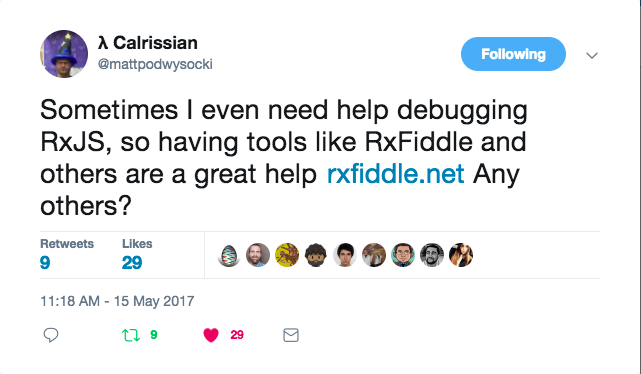 λ Calrissian
@mattpodwysocki
Following
Sometimes I even need help debugging
RxJS, so having tools like RxFiddle and
others are a great help rxfiddle.net Any
others?
Retweets Likes
9 29
11:18 AM - 15 May 2017
9 29